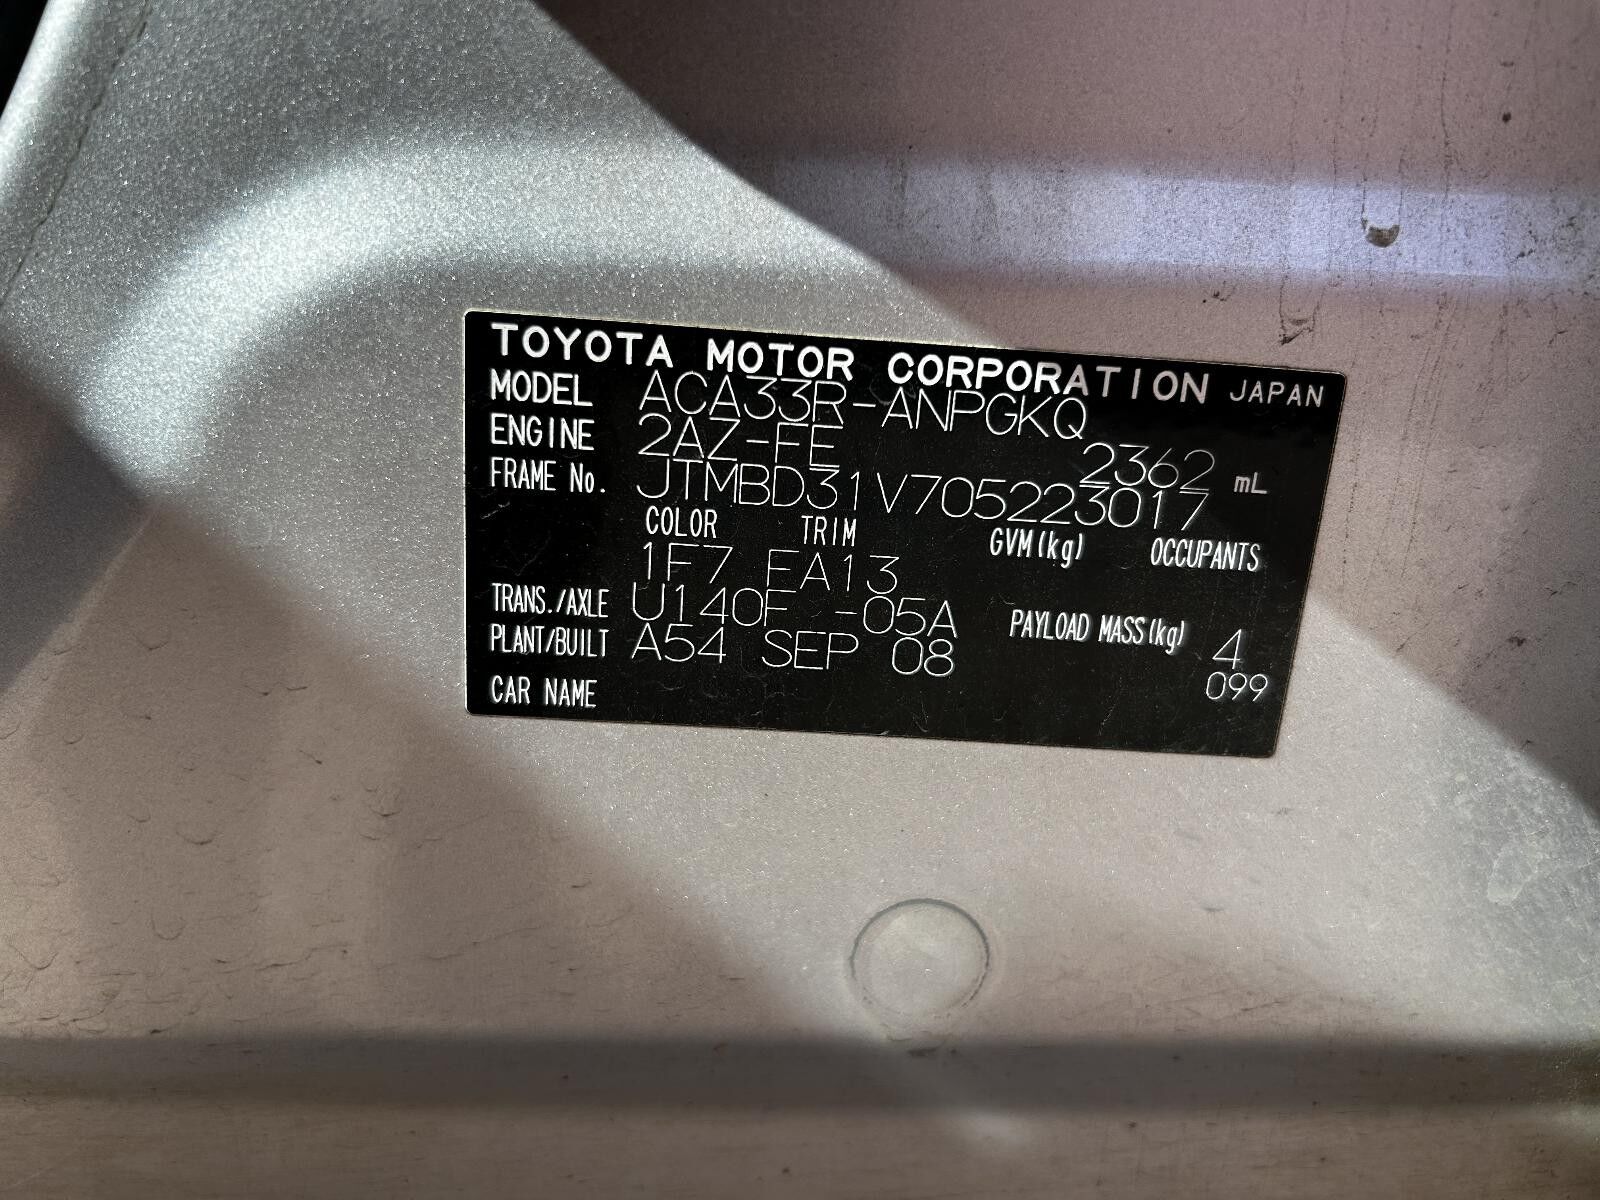 TOYOTA MOTOR CORPORATION JAPAN
MODEL ACA33R-ANPGKQ
ENGINE 2AZ-FE 2362 mL
FRAME No. JTMBD31V705223017
COLOR TRIM GVM(kg) OCCUPANTS
1F7 FA13
TRANS./AXLE U140F -05A PAYLOAD MASS(kg) 4
PLANT/BUILT A54 SEP 08 099
CAR NAME